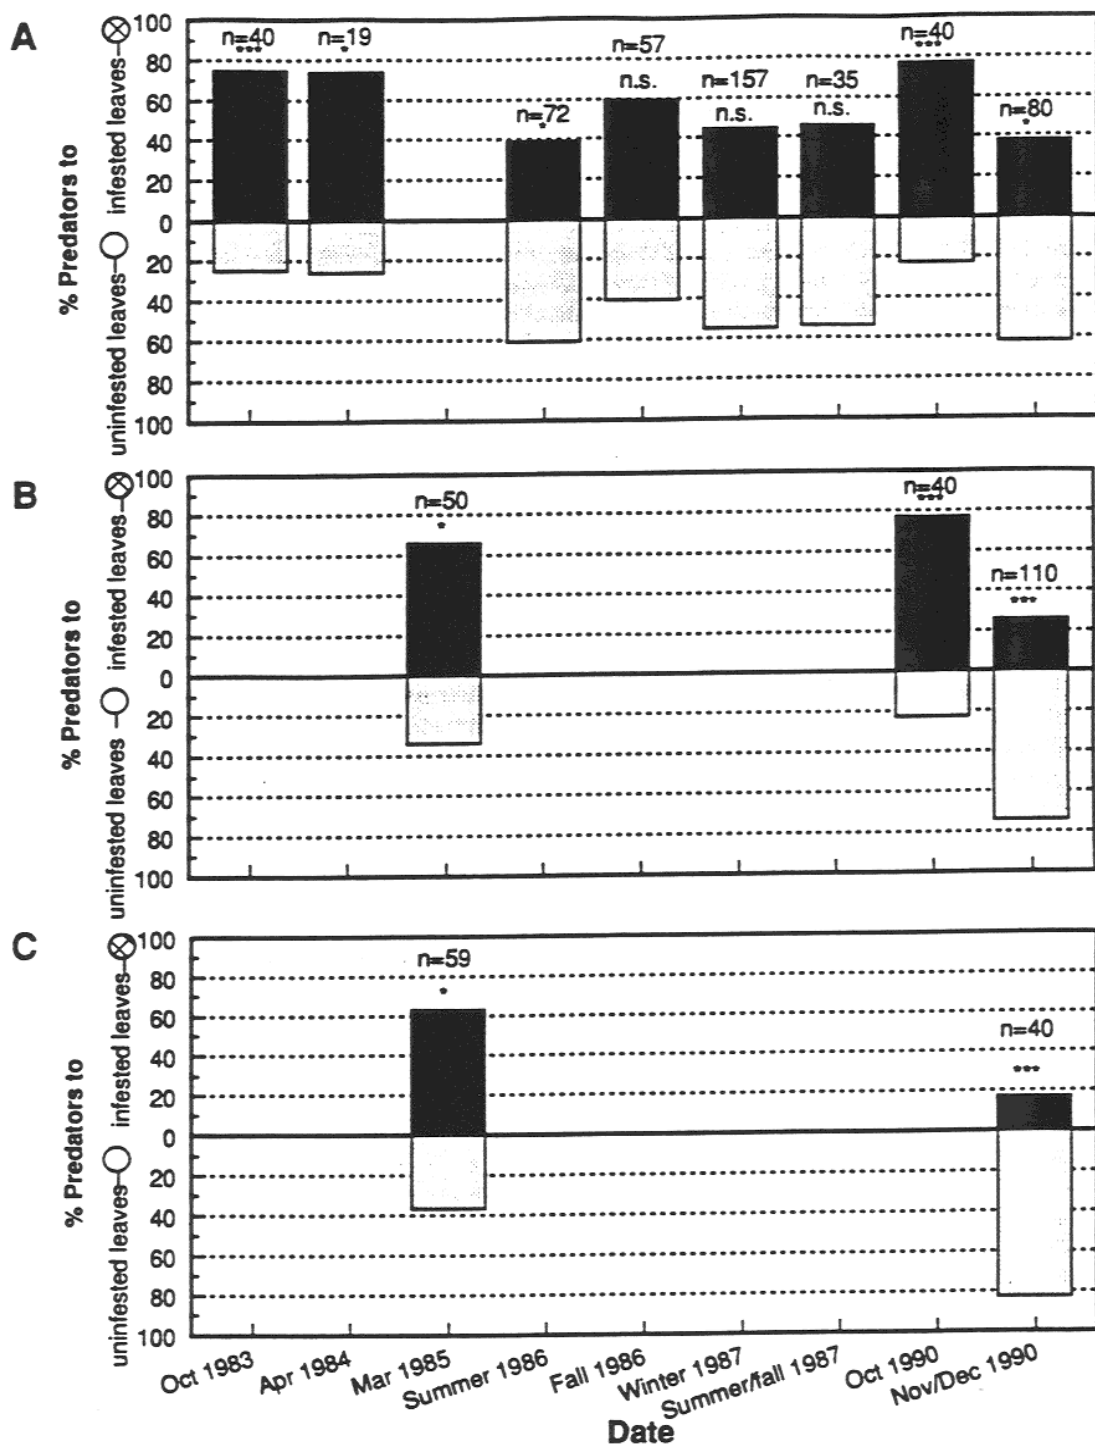 A
100
80
60
40
20
0
20
40
60
80
100
% Predators to
uninfested leaves
infested leaves
n=40
***
n=19
*
n=72
*
n=57
n.s.
n=157
n.s.
n=35
n.s.
n=40
***
n=80
*
B
100
80
60
40
20
0
20
40
60
80
100
% Predators to
uninfested leaves
infested leaves
n=50
*
n=40
***
n=110
***
C
100
80
60
40
20
0
20
40
60
80
100
% Predators to
uninfested leaves
infested leaves
n=59
*
n=40
***
Oct 1983
Apr 1984
Mar 1985
Summer 1986
Fall 1986
Winter 1987
Summer/fall 1987
Oct 1990
Nov/Dec 1990
Date